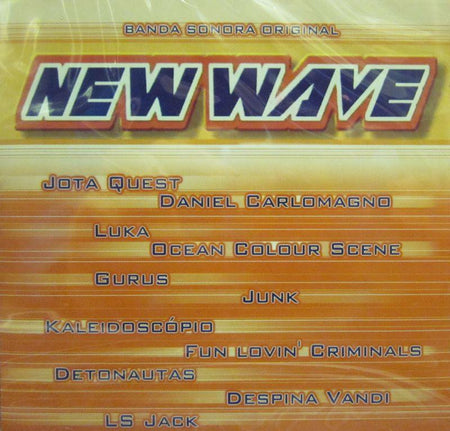 BANDA SONORA ORIGINAL
NEW WAVE
JOTA QUEST
DANIEL CARLOMAGNO
LUKA
OCEAN COLOUR SCENE
GURUS
JUNK
KALEIDOSCÓPIO
FUN LOVIN' CRIMINALS
DETONAUTAS
DESPINA VANDI
LS JACK